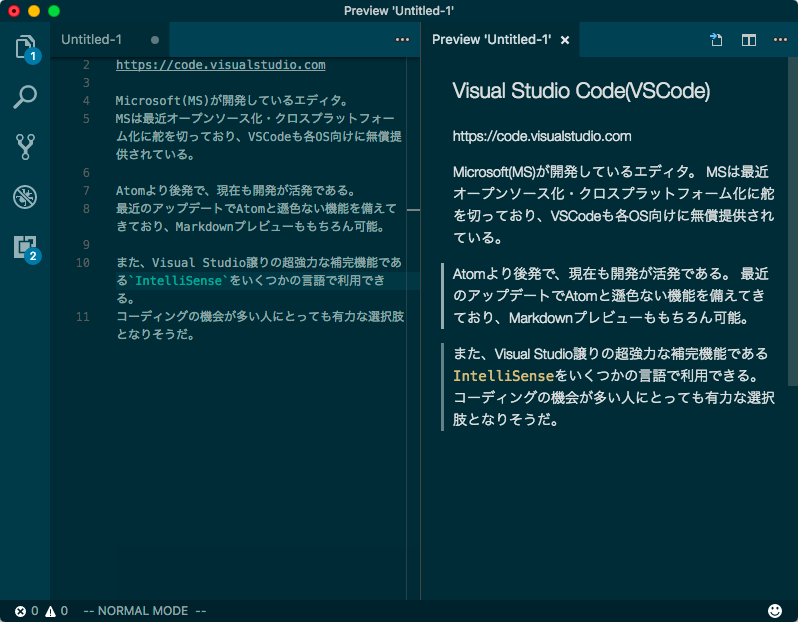 Preview 'Untitled-1'
1
2
Untitled-1
2 https://code.visualstudio.com
3
4 Microsoft(MS)が開発しているエディタ。
5 MSは最近オープンソース化・クロスプラットフォー
ム化に舵を切っており、VSCodeも各OS向けに無償提
供されている。
6
7 Atomより後発で、現在も開発が活発である。
8 最近のアップデートでAtomと遜色ない機能を備えて
きており、Markdownプレビューももちろん可能。
9
10 また、Visual Studio譲りの超強力な補完機能であ
る`IntelliSense`をいくつかの言語で利用でき
る。
11 コーディングの機会が多い人にとっても有力な選択肢
となりそうだ。
Preview 'Untitled-1'
Visual Studio Code(VSCode)
https://code.visualstudio.com
Microsoft(MS)が開発しているエディタ。 MSは最近
オープンソース化・クロスプラットフォーム化に舵
を切っており、VSCodeも各OS向けに無償提供され
ている。
Atomより後発で、現在も開発が活発である。 最近
のアップデートでAtomと遜色ない機能を備えてき
ており、Markdownプレビューももちろん可能。
また、Visual Studio譲りの超強力な補完機能である
IntelliSenseをいくつかの言語で利用できる。
コーディングの機会が多い人にとっても有力な選択
肢となりそうだ。
0 0 -- NORMAL MODE --